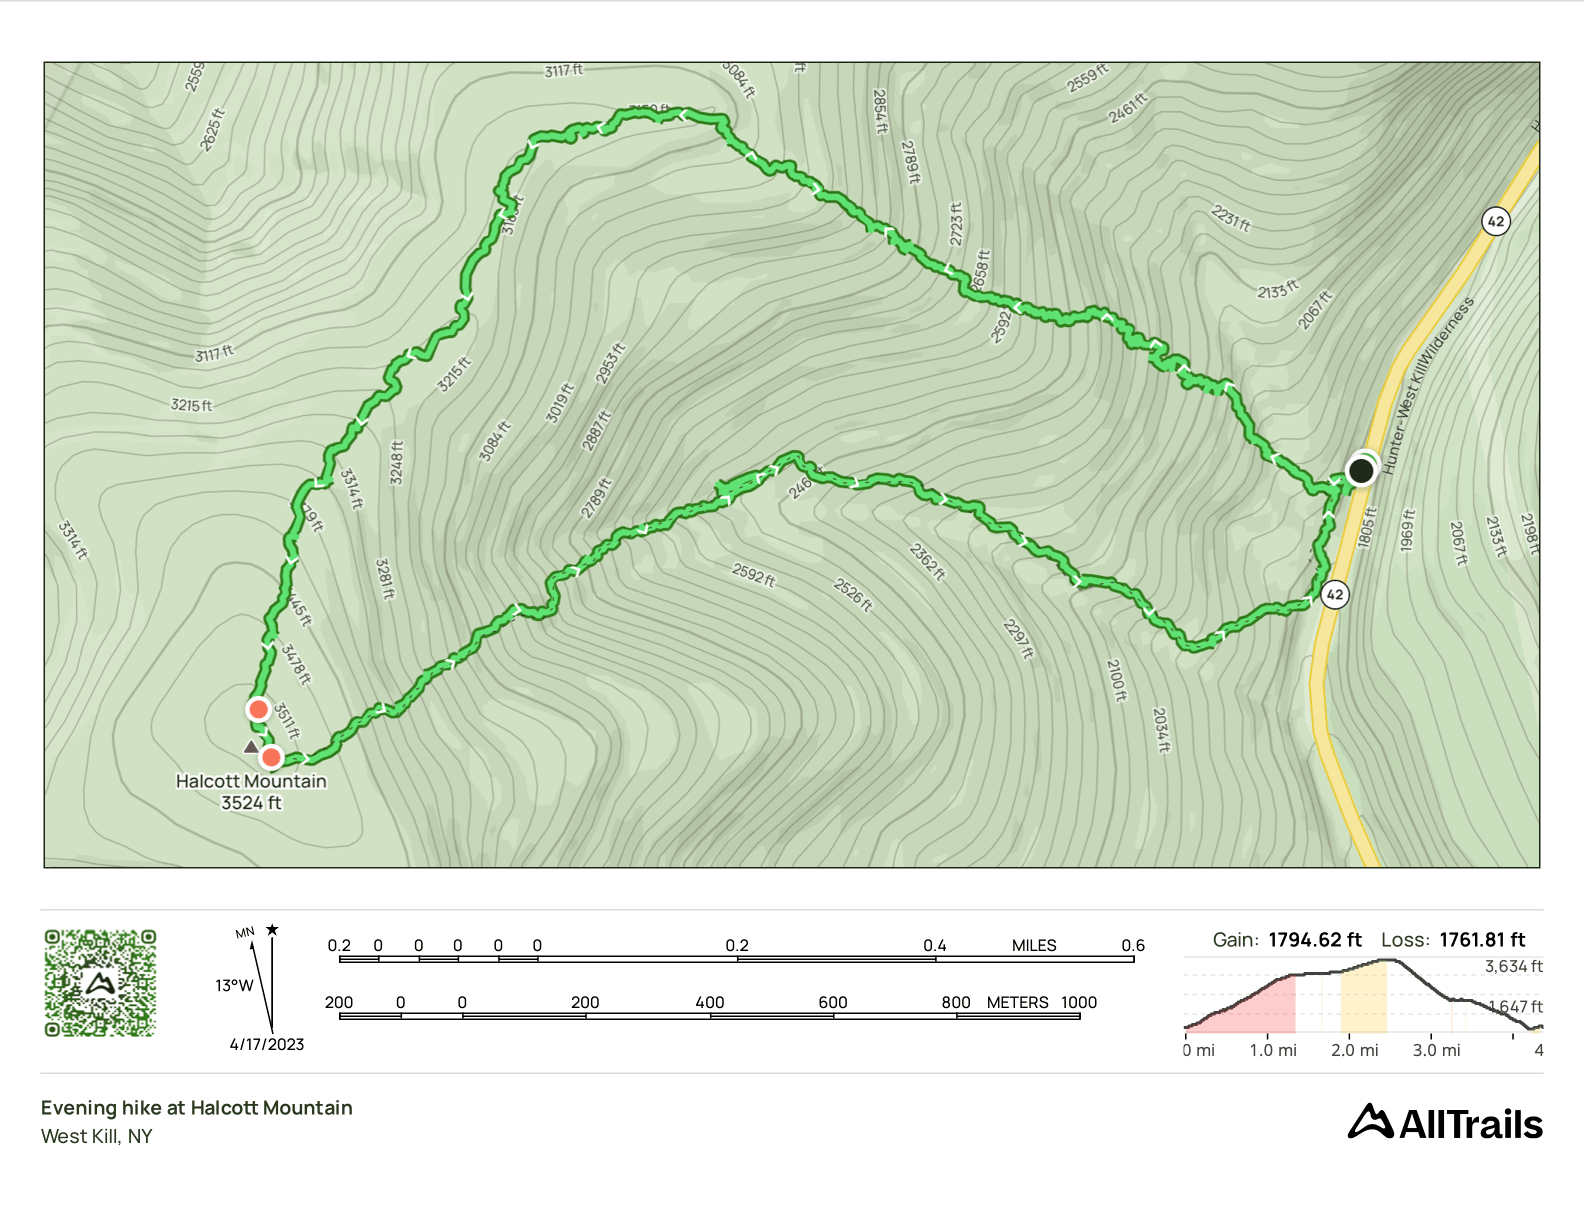 2559
3117 ft
3084 ft
ft
2559 ft
2625 ft
2854 ft
2461 ft
2789 ft
42
2723 ft
2231 ft
3117 ft
2658 ft
2133 ft
2067 ft
2592
3215 ft
3215 ft
2953 ft
3019 ft
2887 ft
3084 ft
3248 ft
3314 ft
2789 ft
Hunter-West Kill Wilderness
79 ft
3314 ft
1805 ft
1969 ft
2067 ft
2133 ft
2198 ft
3281 ft
2592 ft
2526 ft
2362 ft
42
45 ft
2297 ft
3478 ft
2100 ft
3511 ft
2034 ft
Halcott Mountain
3524 ft
MN
13°W
4/17/2023
0.2 0 0 0 0 0 0.2 0.4 MILES 0.6
200 0 0 200 400 600 800 METERS 1000
Gain: 1794.62 ft Loss: 1761.81 ft
3,634 ft
1,647 ft
0 mi 1.0 mi 2.0 mi 3.0 mi 4
Evening hike at Halcott Mountain
West Kill, NY
AllTrails